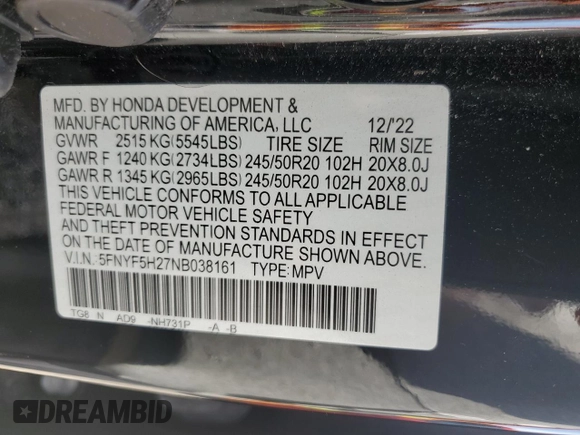 MFD. BY HONDA DEVELOPMENT &
MANUFACTURING OF AMERICA, LLC 12/'22
GVWR 2515 KG(5545LBS) TIRE SIZE RIM SIZE
GAWR F 1240 KG(2734LBS) 245/50R20 102H 20X8.0J
GAWR R 1345 KG(2965LBS) 245/50R20 102H 20X8.0J
THIS VEHICLE CONFORMS TO ALL APPLICABLE
FEDERAL MOTOR VEHICLE SAFETY
AND THEFT PREVENTION STANDARDS IN EFFECT
ON THE DATE OF MANUFACTURE SHOWN ABOVE.
V.I.N.: 5FNYF5H27NB038161 TYPE: MPV
TG8 N AD9 -NH731P -A -B
DREAMBID